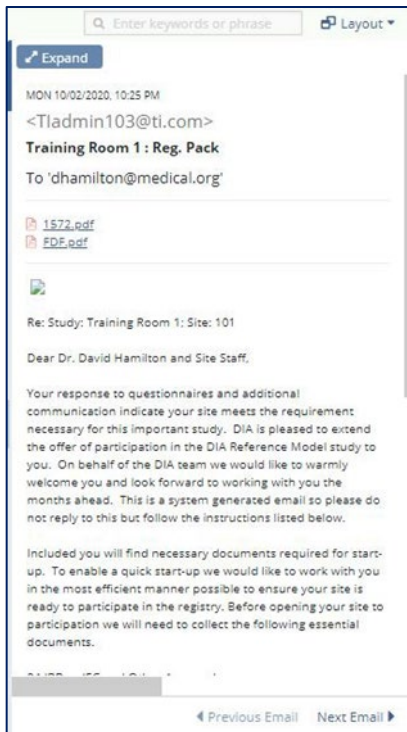 Enter keywords or phrase
Layout
Expand
MON 10/02/2020, 10:25 PM
<TIadmin103@ti.com>
Training Room 1 : Reg. Pack
To 'dhamilton@medical.org'
1572.pdf
FDF.pdf
Re: Study: Training Room 1; Site: 101
Dear Dr. David Hamilton and Site Staff,
Your response to questionnaires and additional
communication indicate your site meets the requirement
necessary for this important study. DIA is pleased to extend
the offer of participation in the DIA Reference Model study to
you. On behalf of the DIA team we would like to warmly
welcome you and look forward to working with you the
months ahead. This is a system generated email so please do
not reply to this but follow the instructions listed below.
Included you will find necessary documents required for start-
up. To enable a quick start-up we would like to work with you
in the most efficient manner possible to ensure your site is
ready to participate in the registry. Before opening your site to
participation we will need to collect the following essential
documents.
Previous Email Next Email